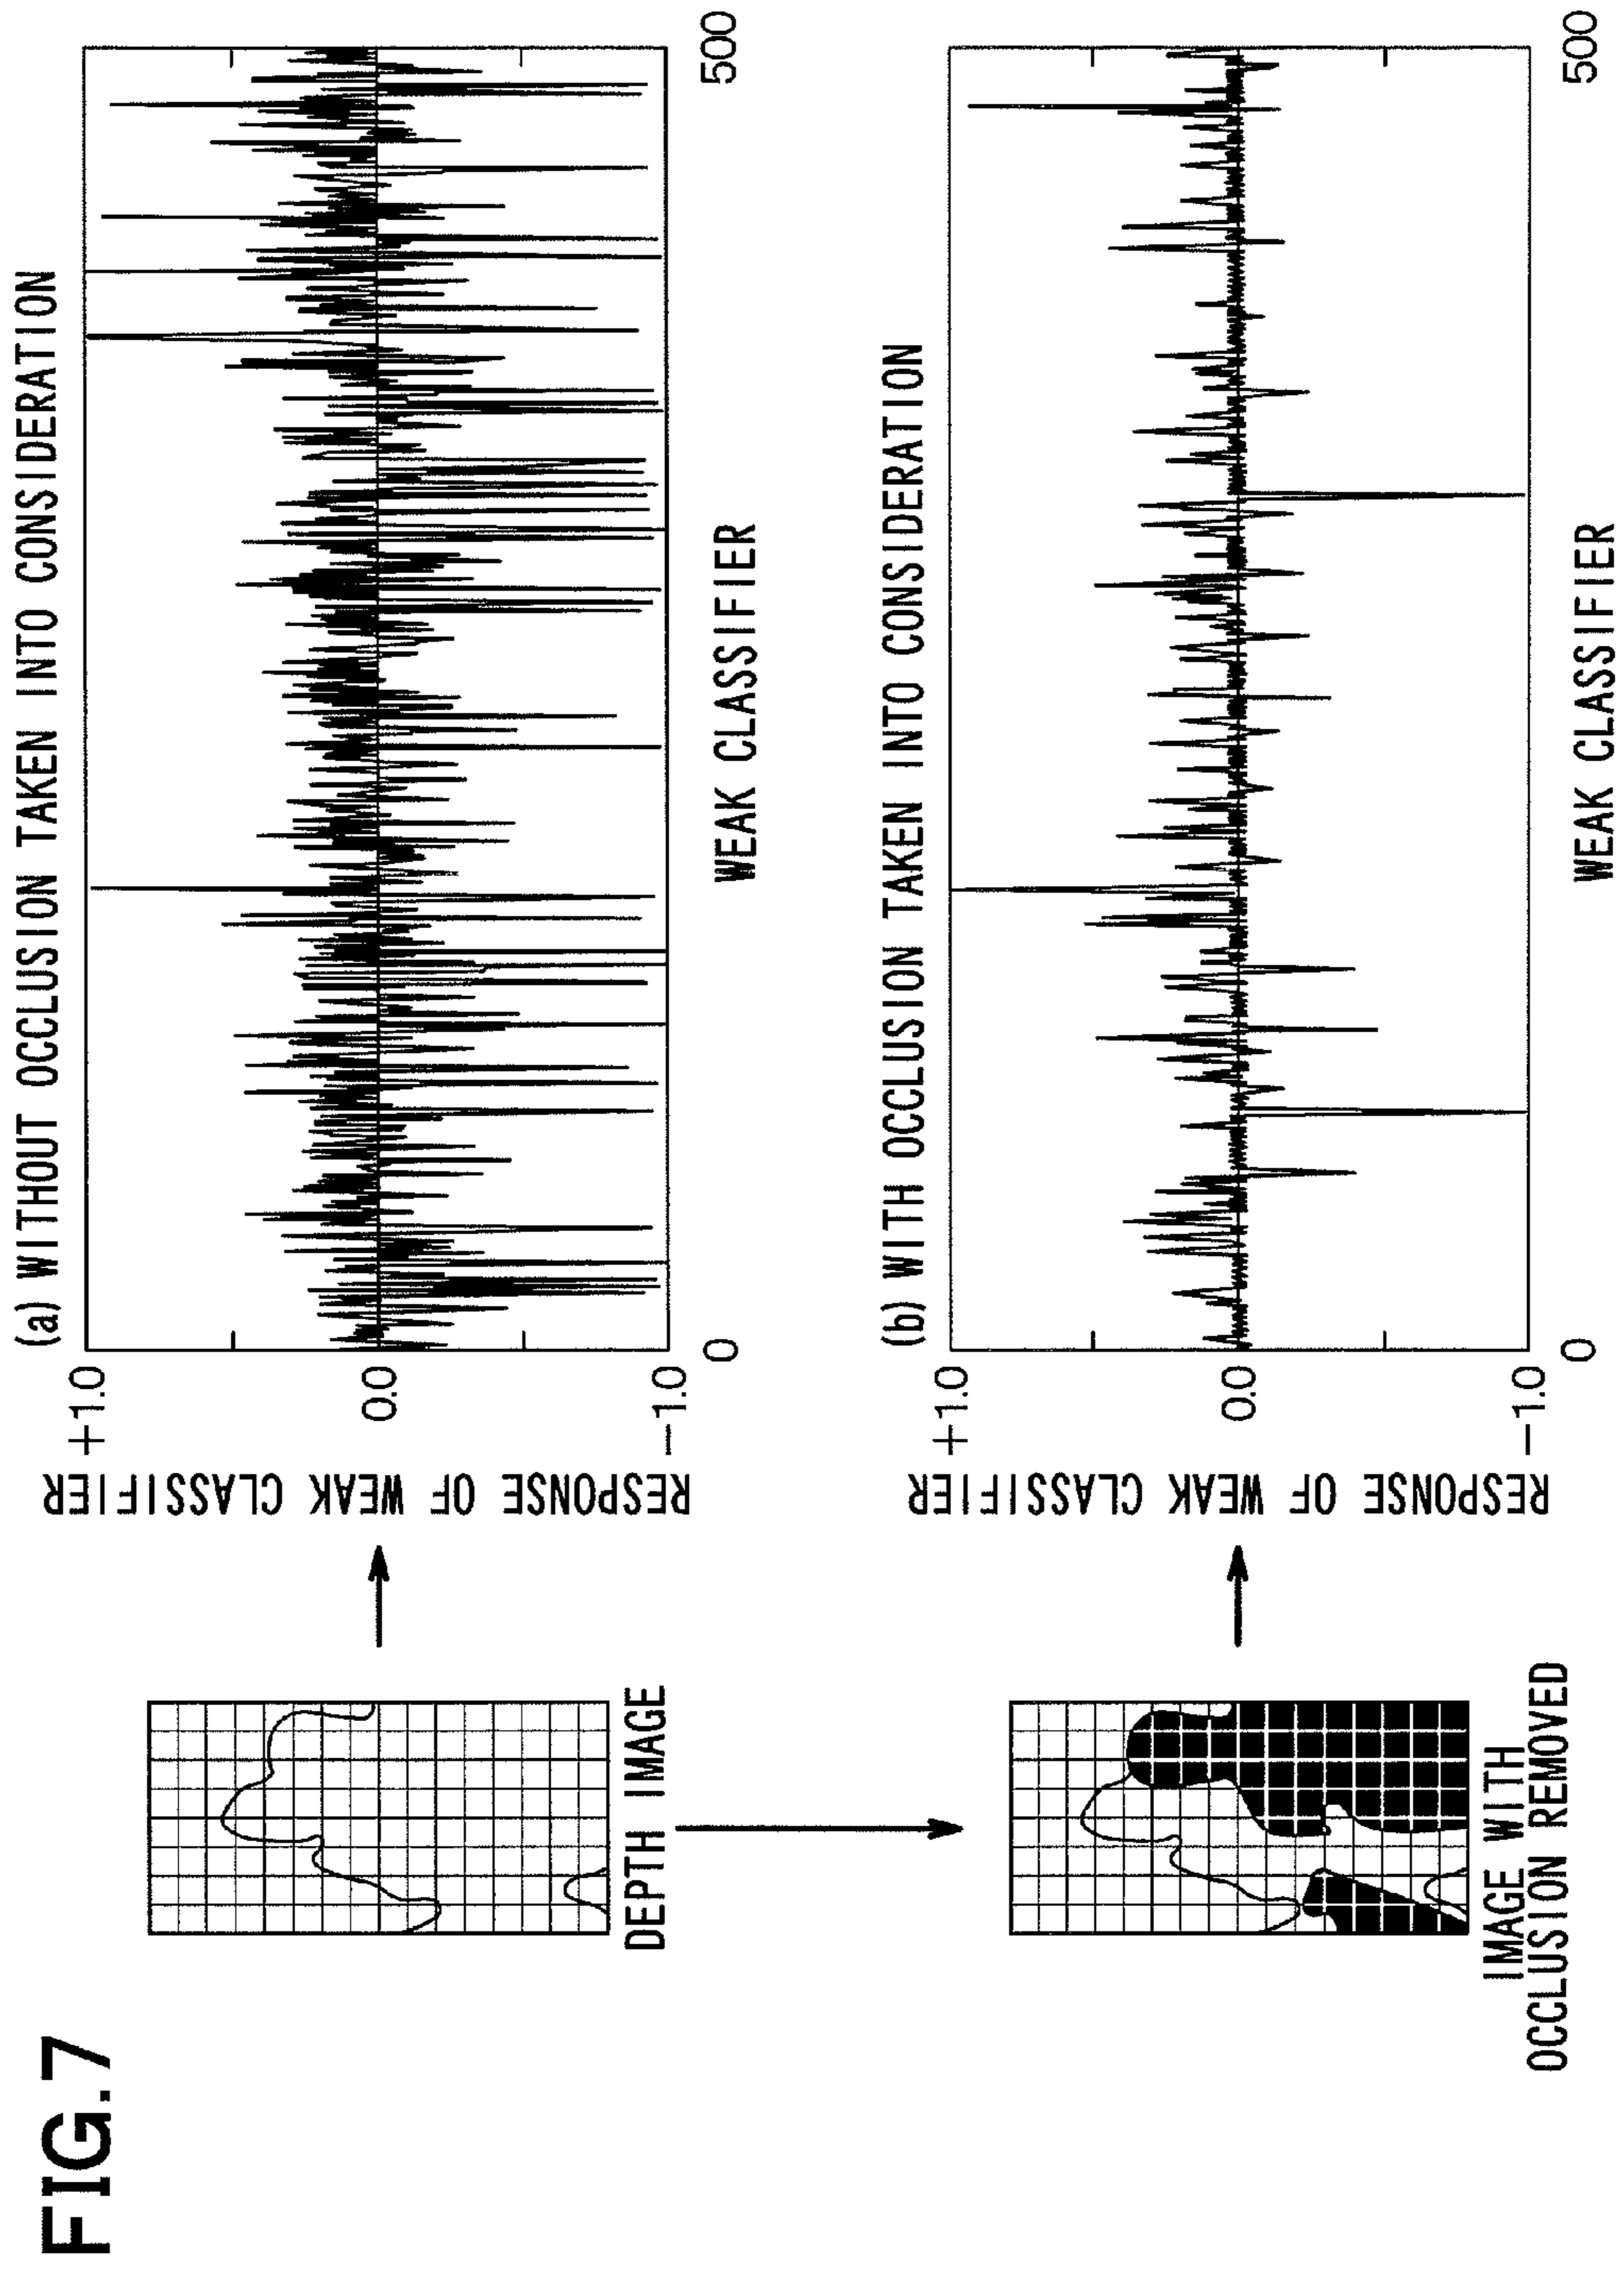 FIG.7
(a) WITHOUT OCCLUSION TAKEN INTO CONSIDERATION
RESPONSE OF WEAK CLASSIFIER
+1.0
0.0
−1.0
0
500
WEAK CLASSIFIER
DEPTH IMAGE
(b) WITH OCCLUSION TAKEN INTO CONSIDERATION
RESPONSE OF WEAK CLASSIFIER
+1.0
0.0
−1.0
0
500
WEAK CLASSIFIER
IMAGE WITH
OCCLUSION REMOVED